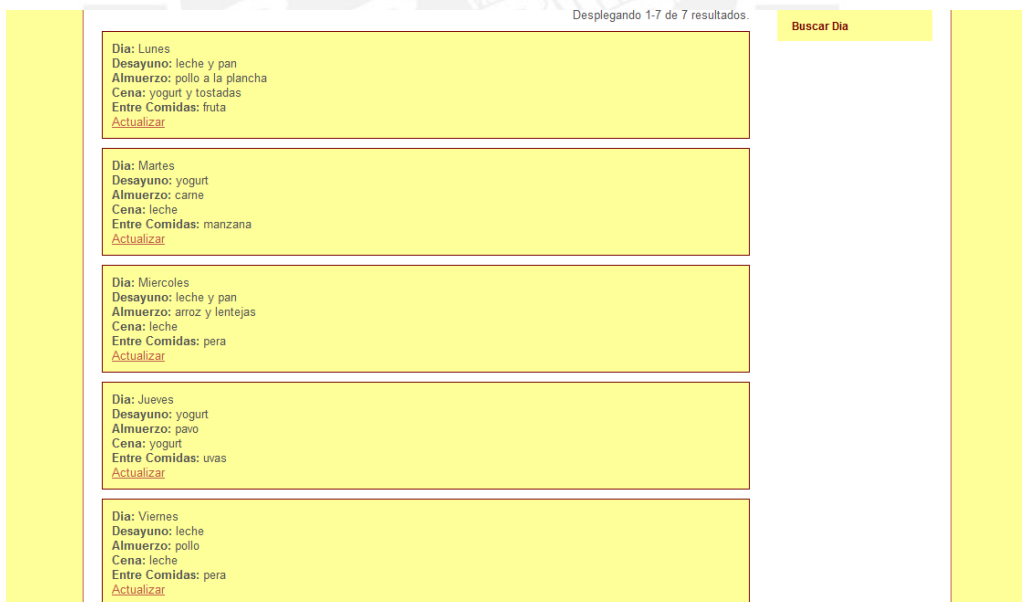 Desplegando 1-7 de 7 resultados.
Buscar Dia
Dia: Lunes
Desayuno: leche y pan
Almuerzo: pollo a la plancha
Cena: yogurt y tostadas
Entre Comidas: fruta
Actualizar
Dia: Martes
Desayuno: yogurt
Almuerzo: carne
Cena: leche
Entre Comidas: manzana
Actualizar
Dia: Miercoles
Desayuno: leche y pan
Almuerzo: arroz y lentejas
Cena: leche
Entre Comidas: pera
Actualizar
Dia: Jueves
Desayuno: yogurt
Almuerzo: pavo
Cena: yogurt
Entre Comidas: uvas
Actualizar
Dia: Viernes
Desayuno: leche
Almuerzo: pollo
Cena: leche
Entre Comidas: pera
Actualizar